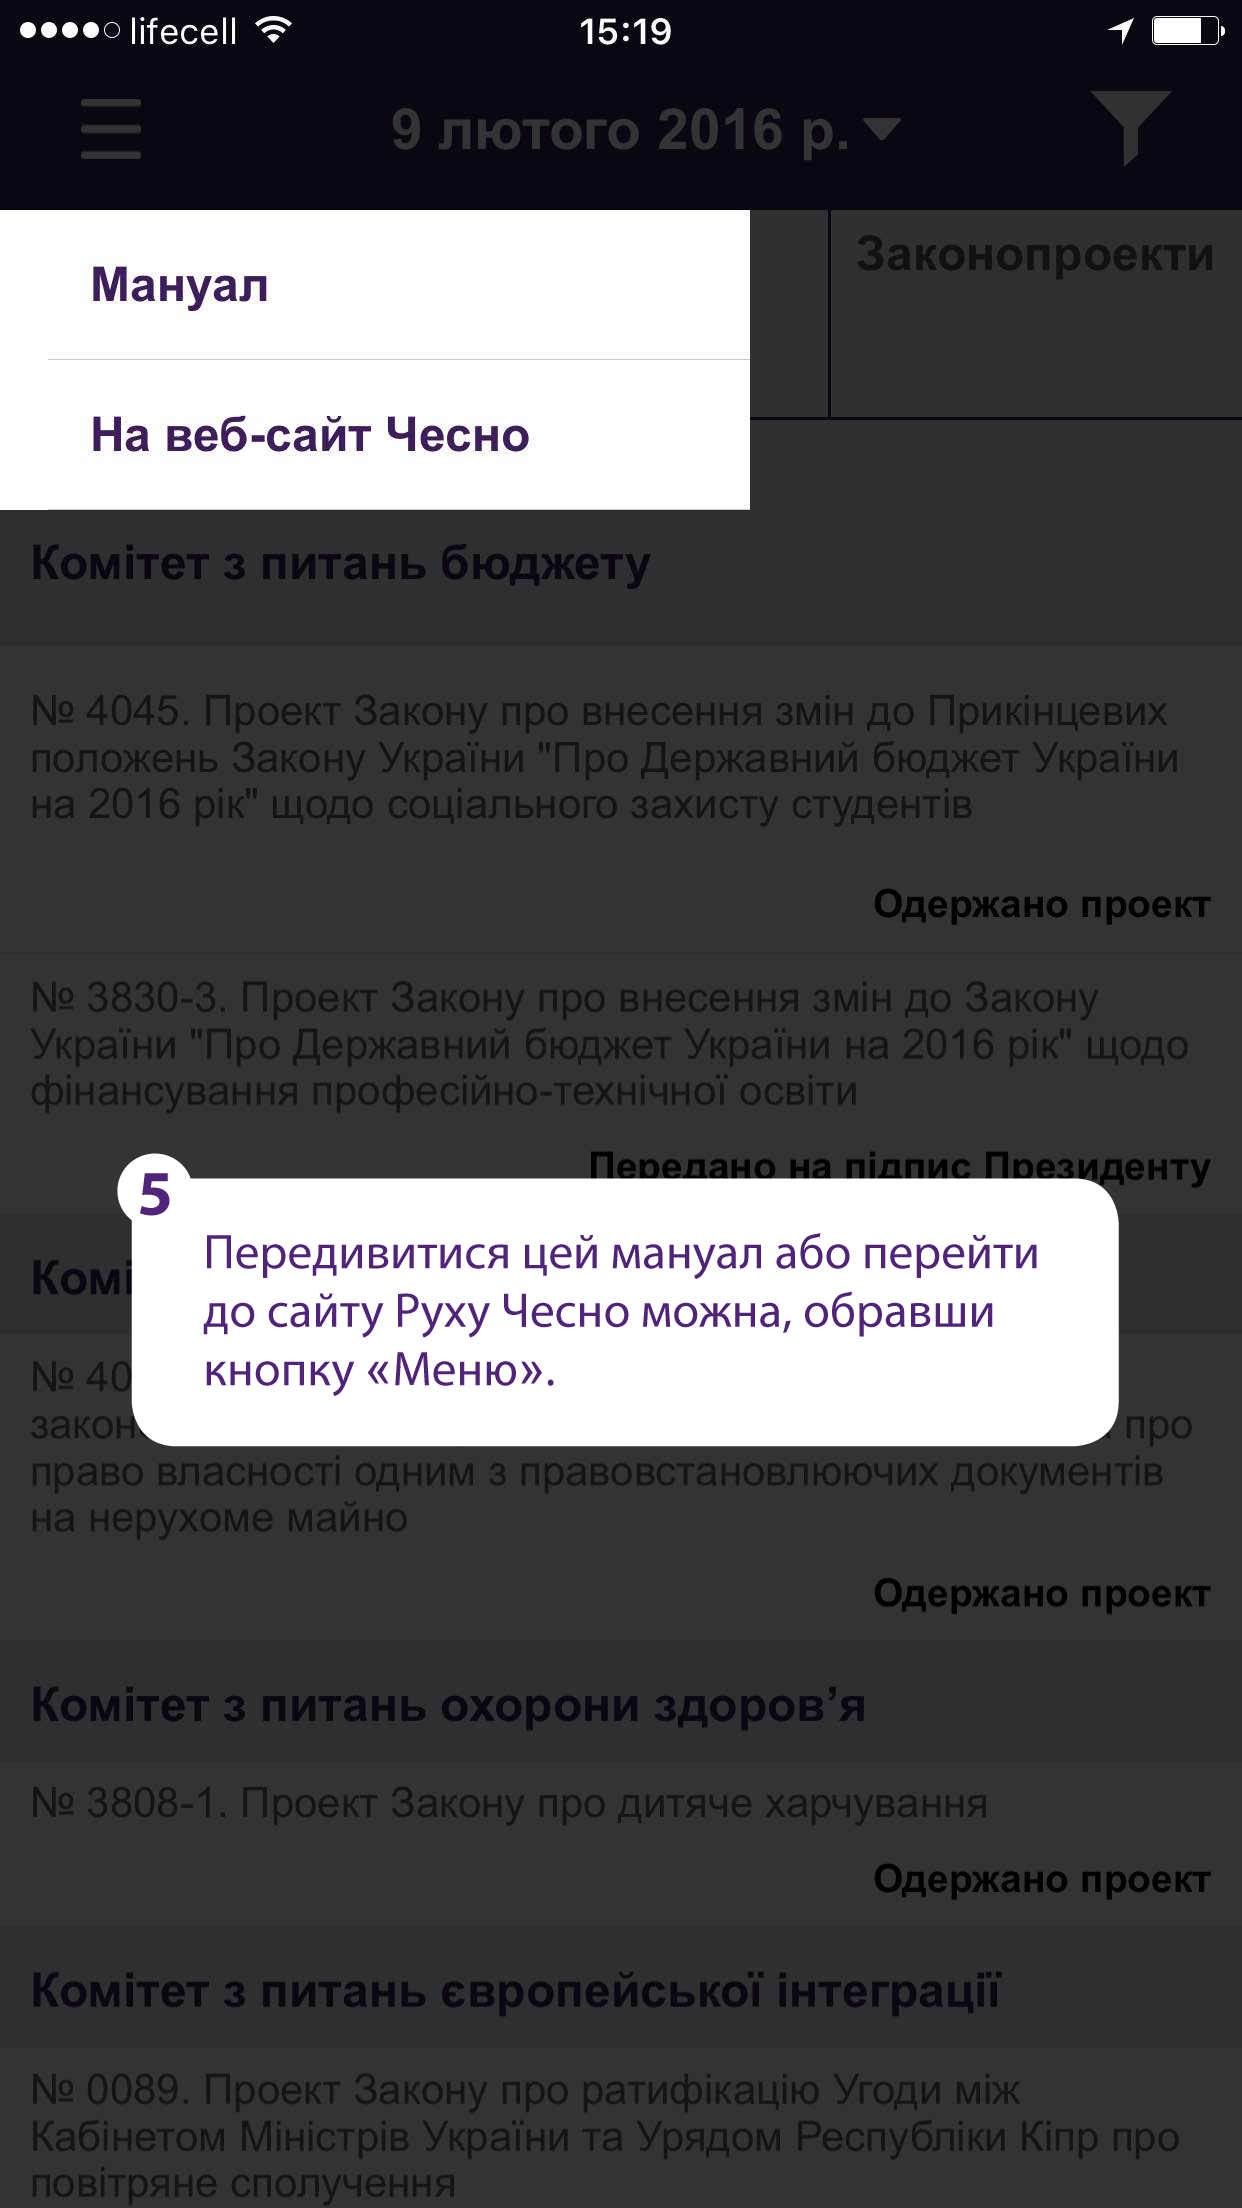 lifecell
15:19
9 лютого 2016 р.
Законопроекти
Мануал
На веб-сайт Чесно
Комітет з питань бюджету
№ 4045. Проект Закону про внесення змін до Прикінцевих
положень Закону України "Про Державний бюджет України
на 2016 рік" щодо соціального захисту студентів
Одержано проект
№ 3830-3. Проект Закону про внесення змін до Закону
України "Про Державний бюджет України на 2016 рік" щодо
фінансування професійно-технічної освіти
Передано на підпис Президенту
5
Передивитися цей мануал або перейти
до сайту Руху Чесно можна, обравши
кнопку «Меню».
Комі
№ 40
закон
про
право власності одним з правовстановлюючих документів
на нерухоме майно
Одержано проект
Комітет з питань охорони здоров’я
№ 3808-1. Проект Закону про дитяче харчування
Одержано проект
Комітет з питань європейської інтеграції
№ 0089. Проект Закону про ратифікацію Угоди між
Кабінетом Міністрів України та Урядом Республіки Кіпр про
повітряне сполучення